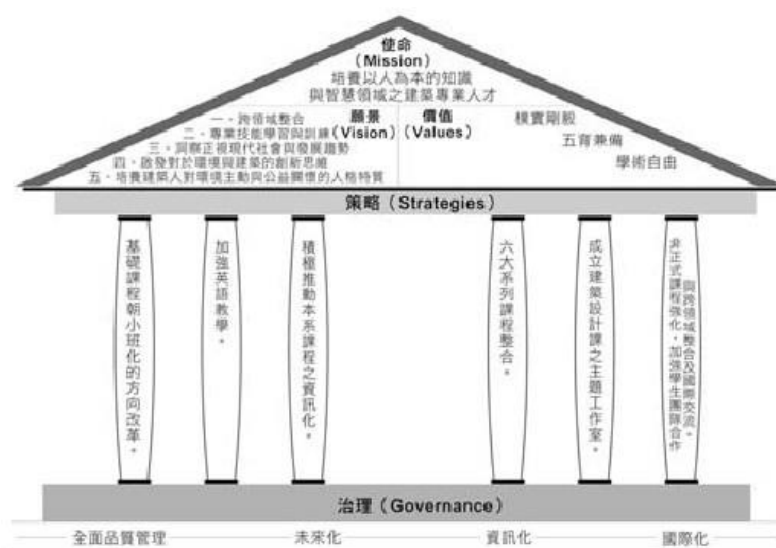 使命
(Mission)
培養以人為本的知識
與智慧領域之建築專業人才
願景
(Vision)
一、跨領域整合
二、專業技能學習與訓練
三、洞察正視現代社會與發展趨勢
四、啟發對於環境與建築的創新思維
五、培養建築人對環境主動與公益關懷的人格特質
價值
(Values)
樸實剛毅
五育兼備
學術自由
策略 (Strategies)
基礎課程朝小班化的方向改革。
加強英語教學。
積極推動本系課程之資訊化。
六大系列課程整合。
成立建築設計課之主題工作室。
非正式課程強化,加強學生團隊合作
與跨領域整合及國際交流。
治理 (Governance)
全面品質管理
未來化
資訊化
國際化